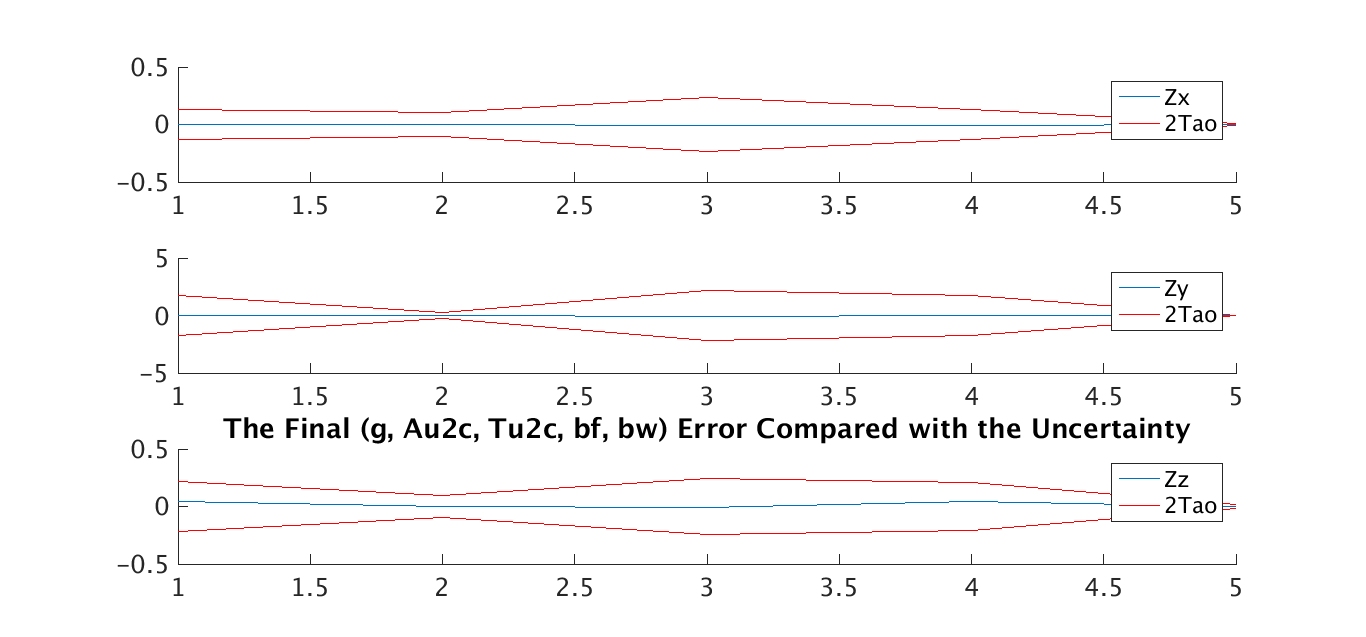 0.5
Zx
0
2Tao
−0.5
1 1.5 2 2.5 3 3.5 4 4.5 5
5
Zy
0
2Tao
−5
1 1.5 2 2.5 3 3.5 4 4.5 5
The Final (g, Au2c, Tu2c, bf, bw) Error Compared with the Uncertainty
0.5
Zz
0
2Tao
−0.5
1 1.5 2 2.5 3 3.5 4 4.5 5